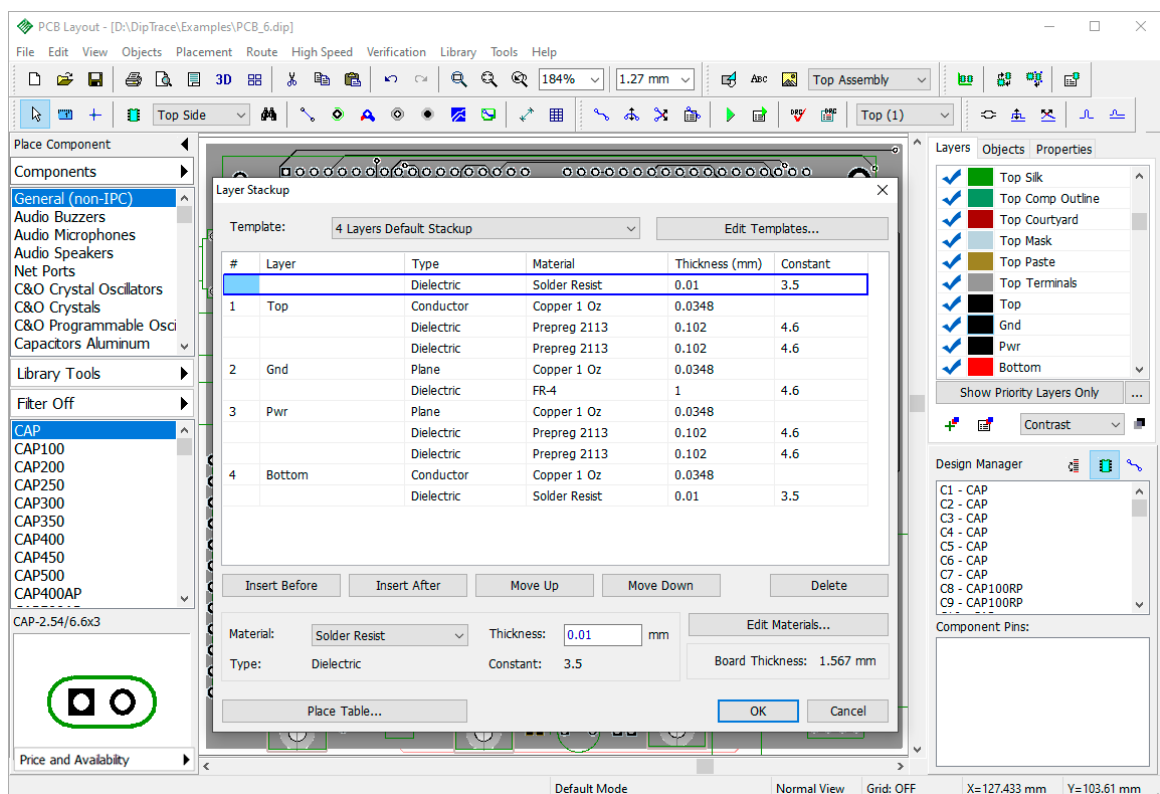 PCB Layout - [D:\DipTrace\Examples\PCB_6.dip]
File Edit View Objects Placement Route High Speed Verification Library Tools Help
3D 184% 1.27 mm ABC Top Assembly
Top Side Top (1)
Place Component
Components
General (non-IPC)
Audio Buzzers
Audio Microphones
Audio Speakers
Net Ports
C&O Crystal Oscillators
C&O Crystals
C&O Programmable Osci
Capacitors Aluminum
Library Tools
Filter Off
CAP
CAP100
CAP200
CAP250
CAP300
CAP350
CAP400
CAP450
CAP500
CAP400AP
CAP-2.54/6.6x3
Price and Availability
Layer Stackup
Template: 4 Layers Default Stackup Edit Templates...
# Layer Type Material Thickness (mm) Constant
Dielectric Solder Resist 0.01 3.5
1 Top Conductor Copper 1 Oz 0.0348
Dielectric Prepreg 2113 0.102 4.6
Dielectric Prepreg 2113 0.102 4.6
2 Gnd Plane Copper 1 Oz 0.0348
Dielectric FR-4 1 4.6
3 Pwr Plane Copper 1 Oz 0.0348
Dielectric Prepreg 2113 0.102 4.6
Dielectric Prepreg 2113 0.102 4.6
4 Bottom Conductor Copper 1 Oz 0.0348
Dielectric Solder Resist 0.01 3.5
Insert Before Insert After Move Up Move Down Delete
Material: Solder Resist Thickness: 0.01 mm Edit Materials...
Type: Dielectric Constant: 3.5 Board Thickness: 1.567 mm
Place Table... OK Cancel
Layers Objects Properties
Top Silk
Top Comp Outline
Top Courtyard
Top Mask
Top Paste
Top Terminals
Top
Gnd
Pwr
Bottom
Show Priority Layers Only ...
Contrast
Design Manager
C1 - CAP
C2 - CAP
C3 - CAP
C4 - CAP
C5 - CAP
C6 - CAP
C7 - CAP
C8 - CAP100RP
C9 - CAP100RP
Component Pins:
Default Mode Normal View Grid: OFF X=127.433 mm Y=103.61 mm